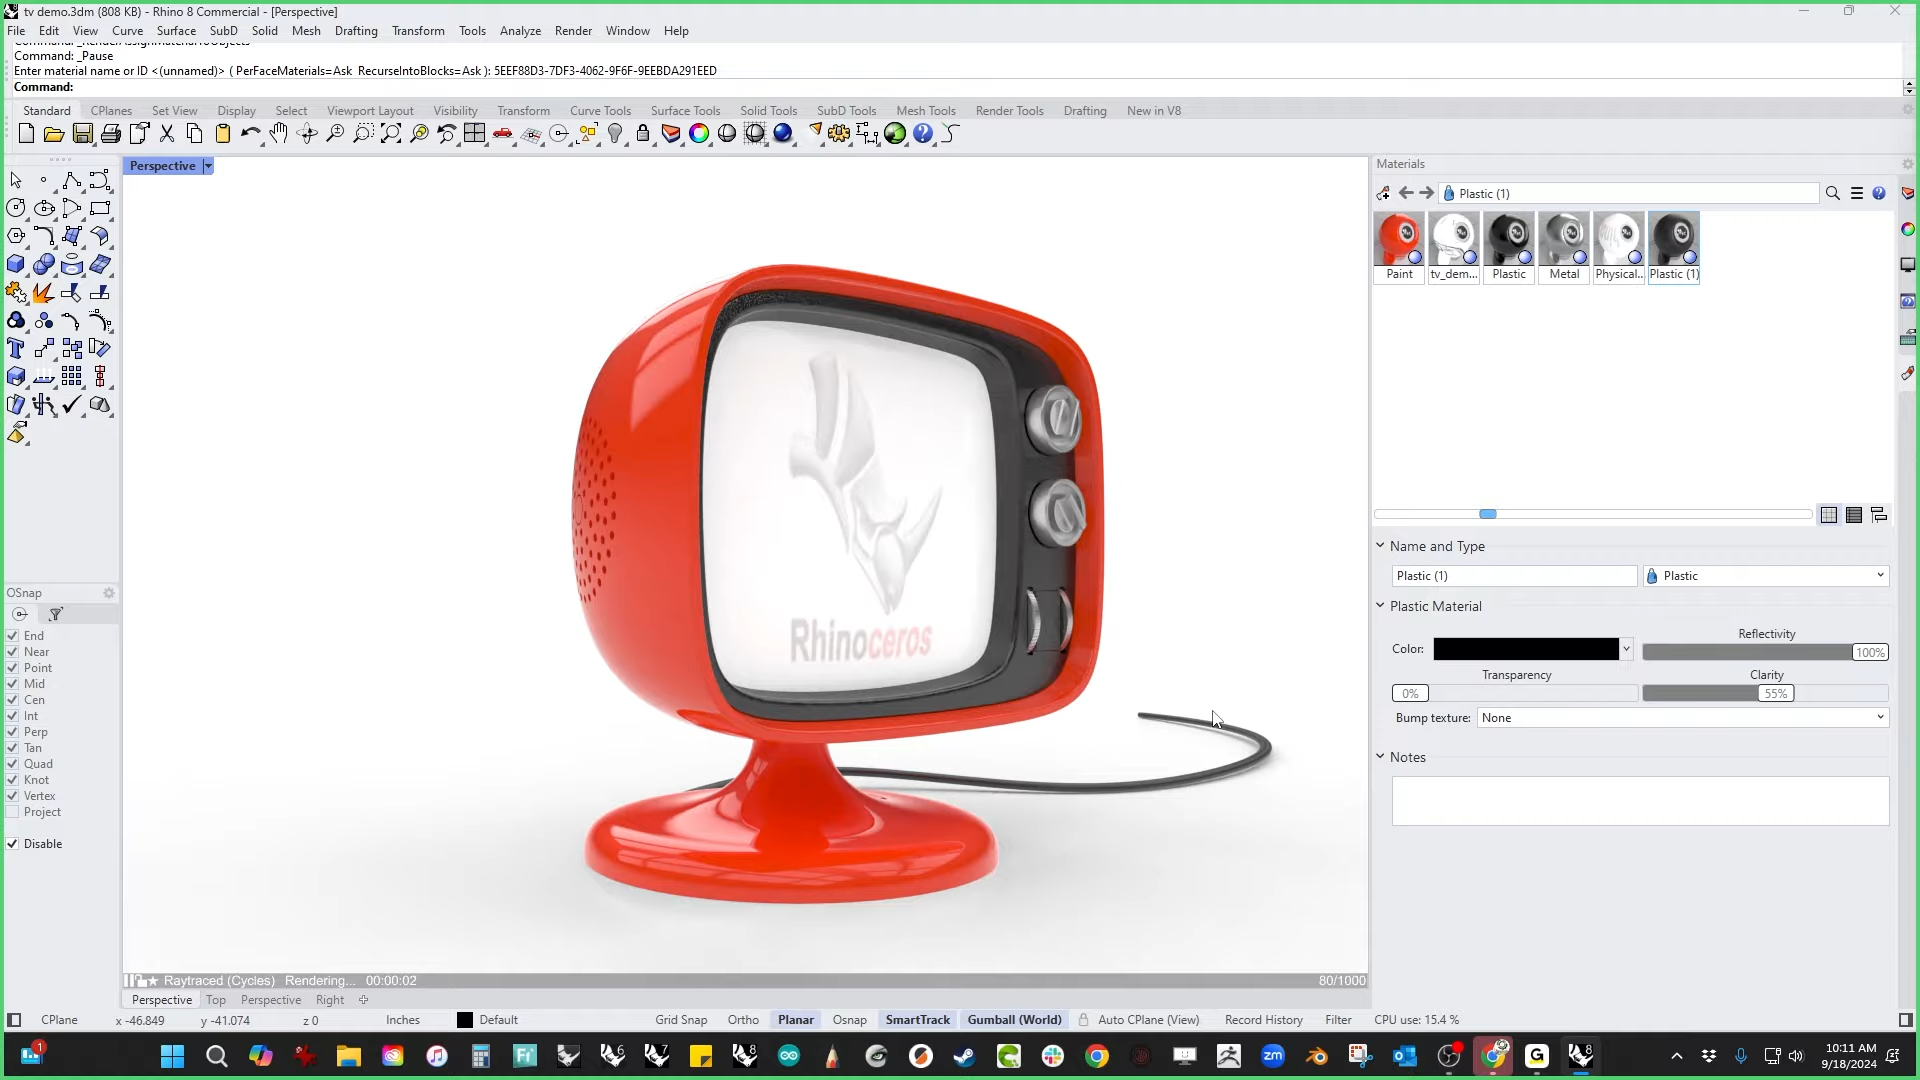 tv demo.3dm (808 KB) - Rhino 8 Commercial - [Perspective]
File Edit View Curve Surface SubD Solid Mesh Drafting Transform Tools Analyze Render Window Help
Command: _Pause
Enter material name or ID <(unnamed)> ( PerFaceMaterials=Ask RecurseIntoBlocks=Ask ): 5EEF88D3-7DF3-4062-9F6F-9EEBDA291EED
Command:
Standard CPlanes Set View Display Select Viewport Layout Visibility Transform Curve Tools Surface Tools Solid Tools SubD Tools Mesh Tools Render Tools Drafting New in V8
Perspective
Materials
Plastic (1)
Paint tv_dem... Plastic Metal Physical... Plastic (1)
Rhinoceros
Name and Type
Plastic (1) Plastic
Plastic Material
Color: Reflectivity
100%
Transparency Clarity
0% 55%
Bump texture: None
Notes
OSnap
End
Near
Point
Mid
Cen
Int
Perp
Tan
Quad
Knot
Vertex
Project
Disable
Raytraced (Cycles) Rendering... 00:00:02 80/1000
Perspective Top Perspective Right
CPlane x -46.849 y -41.074 z 0 Inches Default Grid Snap Ortho Planar Osnap SmartTrack Gumball (World) Auto CPlane (View) Record History Filter CPU use: 15.4 %
1
6
7
8
zm
8
10:11 AM
9/18/2024